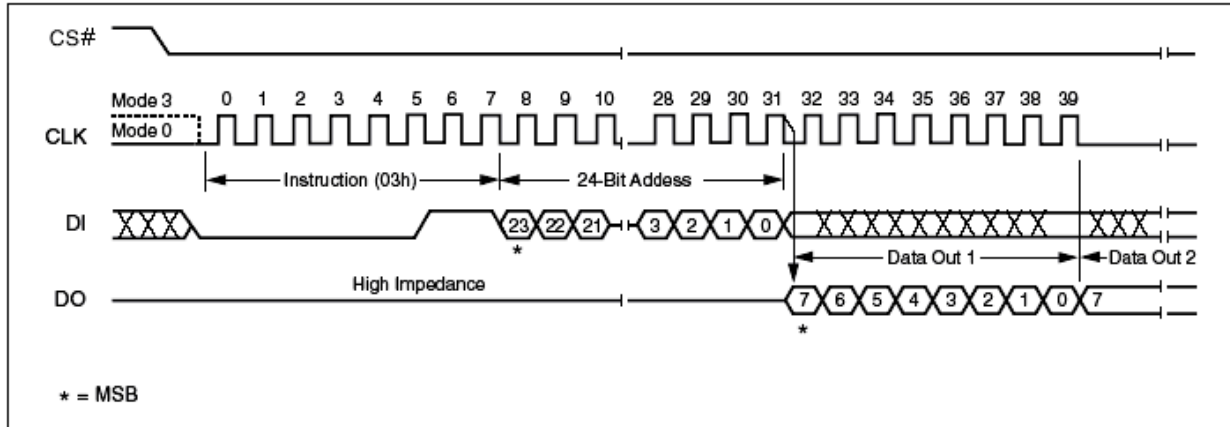 CS#
Mode 3 0 1 2 3 4 5 6 7 8 9 10 28 29 30 31 32 33 34 35 36 37 38 39
CLK Mode 0
Instruction (03h) 24-Bit Addess
DI 23 22 21 3 2 1 0
* Data Out 1 Data Out 2
High Impedance
DO 7 6 5 4 3 2 1 0 7
*
* = MSB